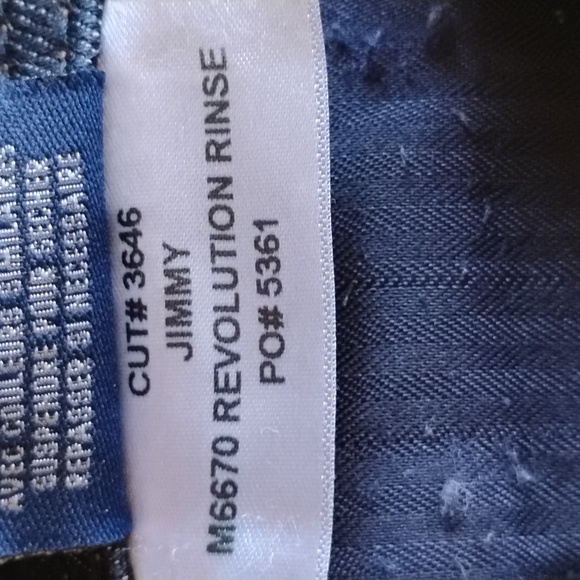 AVEC COULEURS SIMILAIRES
SUSPENDRE POUR SECHER
REPASSER SI NECESSAIRE
CUT# 3646
JIMMY
M6670 REVOLUTION RINSE
PO# 5361